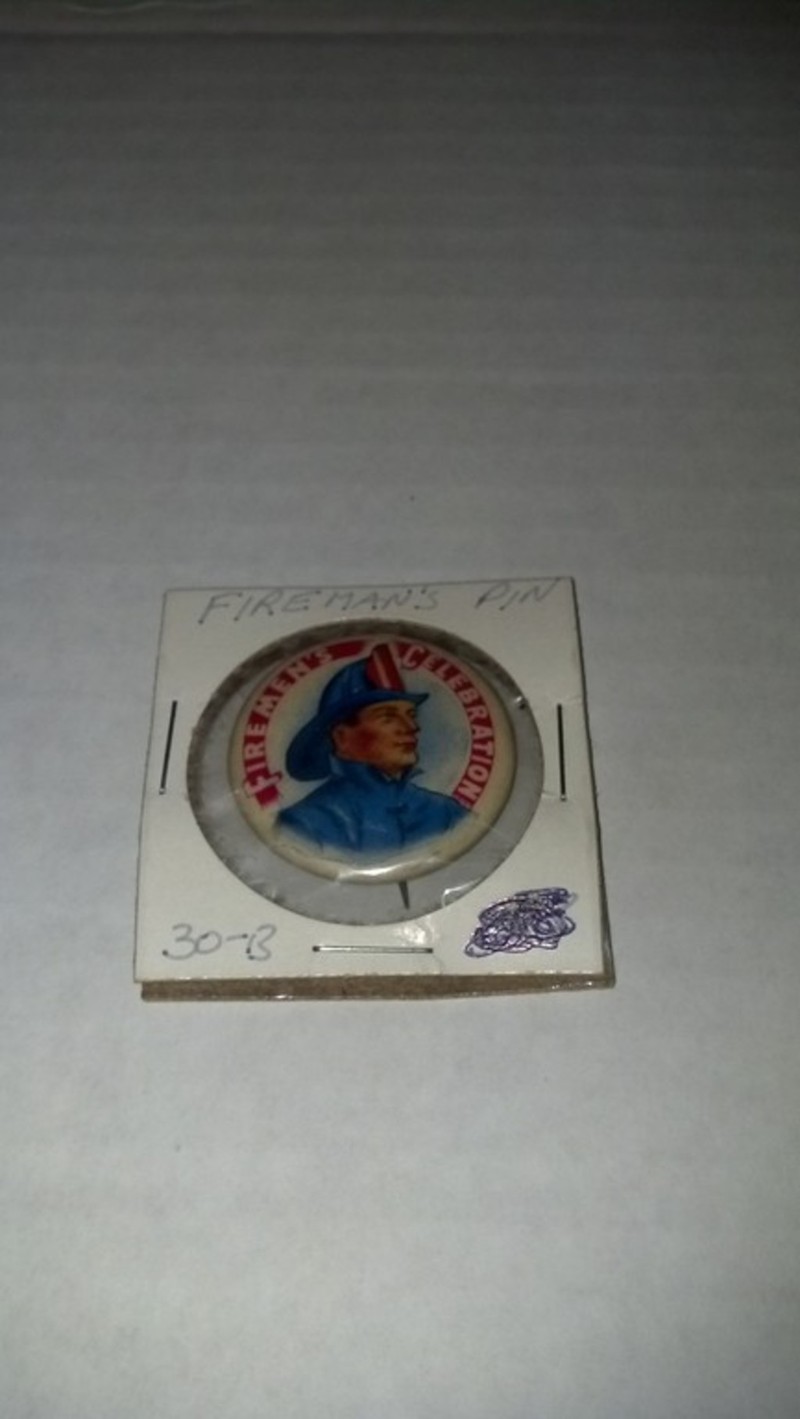 FIREMAN'S PIN
FIREMEN'S CELEBRATION
30-B